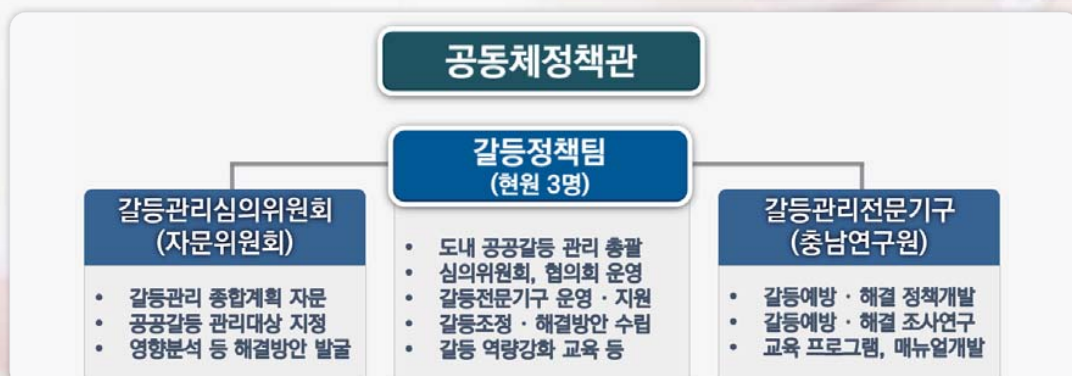 공동체정책관
갈등정책팀
(현원 3명)
갈등관리심의위원회
(자문위원회)
• 갈등관리 종합계획 자문
• 공공갈등 관리대상 지정
• 영향분석 등 해결방안 발굴
• 도내 공공갈등 관리 총괄
• 심의위원회, 협의회 운영
• 갈등전문기구 운영 · 지원
• 갈등조정 · 해결방안 수립
• 갈등 역량강화 교육 등
갈등관리전문기구
(충남연구원)
• 갈등예방 · 해결 정책개발
• 갈등예방 · 해결 조사연구
• 교육 프로그램, 매뉴얼개발